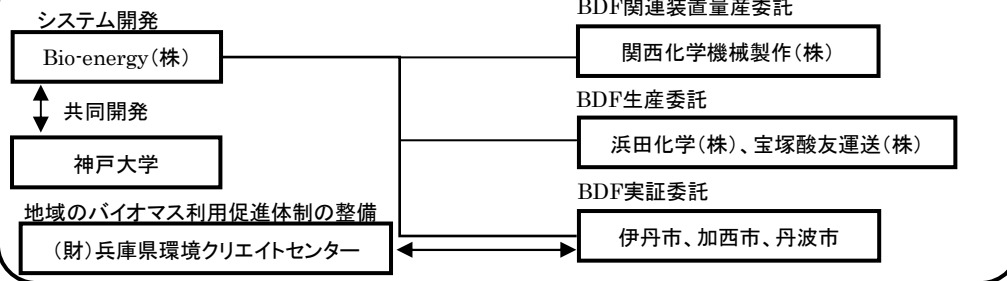 システム開発
Bio-energy(株)
共同開発
神戸大学
地域のバイオマス利用促進体制の整備
(財)兵庫県環境クリエイトセンター
BDF関連装置量産委託
関西化学機械製作(株)
BDF生産委託
浜田化学(株)、宝塚酸友運送(株)
BDF実証委託
伊丹市、加西市、丹波市